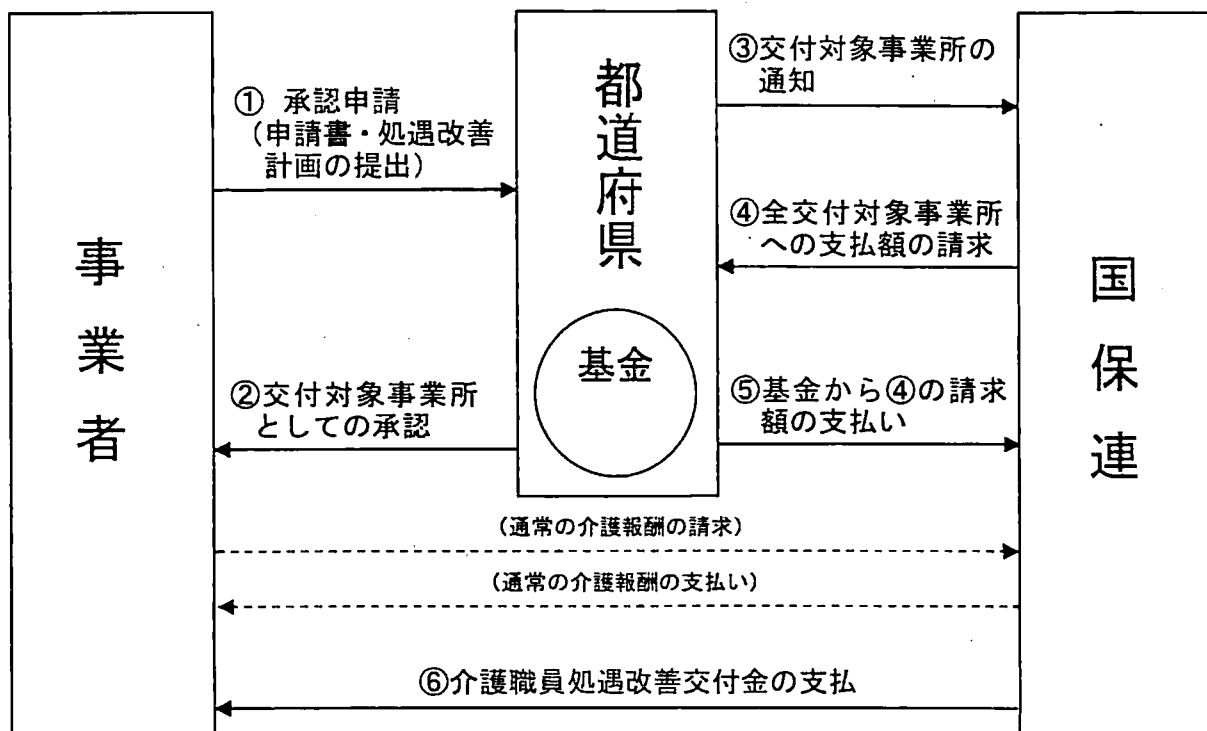 事業者
① 承認申請
(申請書・処遇改善
計画の提出)
②交付対象事業所
としての承認
都道府県
基金
③交付対象事業所の
通知
④全交付対象事業所
への支払額の請求
⑤基金から④の請求
額の支払い
国保連
(通常の介護報酬の請求)
(通常の介護報酬の支払い)
⑥介護職員処遇改善交付金の支払